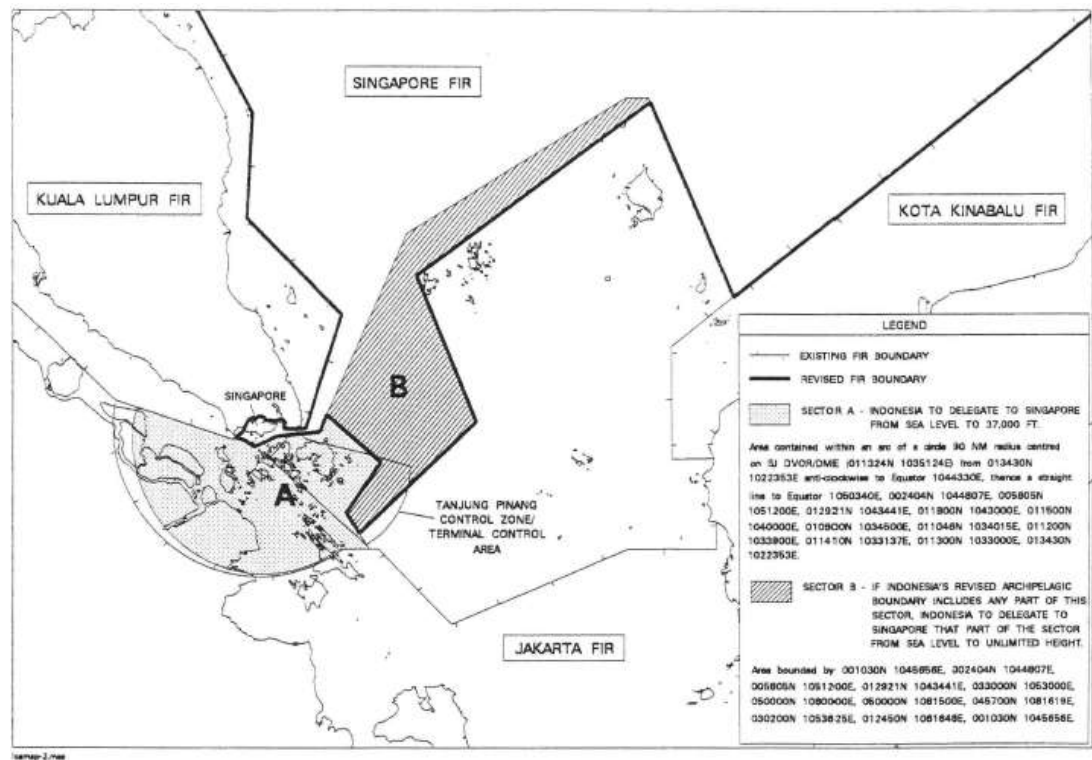 SINGAPORE FIR
KUALA LUMPUR FIR
KOTA KINABALU FIR
B
SINGAPORE
A
TANJUNG PINANG
CONTROL ZONE/
TERMINAL CONTROL
AREA
JAKARTA FIR
LEGEND
EXISTING FIR BOUNDARY
REVISED FIR BOUNDARY
SECTOR A - INDONESIA TO DELEGATE TO SINGAPORE
FROM SEA LEVEL TO 37,000 FT.
Area contained within an arc of a circle 90 NM radius centred
on SJ DVOR/DME (011324N 1035124E) from 013430N
1022353E anti-clockwise to Equator 1044330E, thence a straight
line to Equator 1050340E, 002404N 1044807E, 005805N
1051200E, 012921N 1043441E, 011800N 1043000E, 011500N
1040000E, 010900N 1034500E, 011046N 1034015E, 011200N
1033900E, 011410N 1033137E, 011300N 1033000E, 013430N
1022353E.
SECTOR B - IF INDONESIA'S REVISED ARCHIPELAGIC
BOUNDARY INCLUDES ANY PART OF THIS
SECTOR, INDONESIA TO DELEGATE TO
SINGAPORE THAT PART OF THE SECTOR
FROM SEA LEVEL TO UNLIMITED HEIGHT.
Area bounded by 001030N 1045656E, 002404N 1044807E,
005805N 1051200E, 012921N 1043441E, 033000N 1053000E,
050000N 1080000E, 050000N 1081500E, 045700N 1081619E,
030200N 1053625E, 012450N 1061848E, 001030N 1045656E.